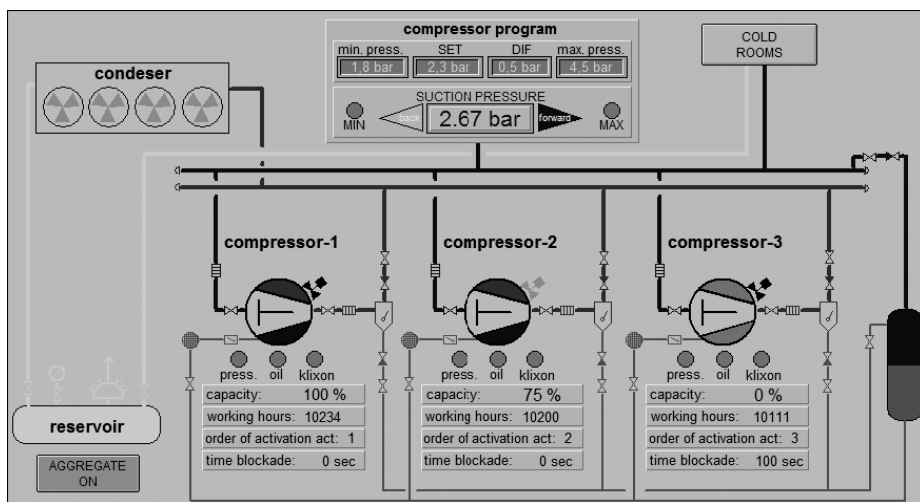 compressor program
min. press. SET DIF max. press.
1,8 bar 2,3 bar 0,5 bar 4,5 bar
SUCTION PRESSURE
MIN back 2.67 bar forward MAX
COLD
ROOMS
condeser
compressor-1
press. oil klixon
capacity: 100 %
working hours: 10234
order of activation act: 1
time blockade: 0 sec
compressor-2
press. oil klixon
capacity: 75 %
working hours: 10200
order of activation act: 2
time blockade: 0 sec
compressor-3
press. oil klixon
capacity: 0 %
working hours: 10111
order of activation act: 3
time blockade: 100 sec
reservoir
AGGREGATE
ON